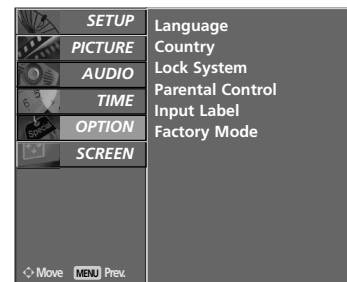 SETUP
PICTURE
AUDIO
TIME
OPTION
SCREEN
Language
Country
Lock System
Parental Control
Input Label
Factory Mode
Move MENU Prev.